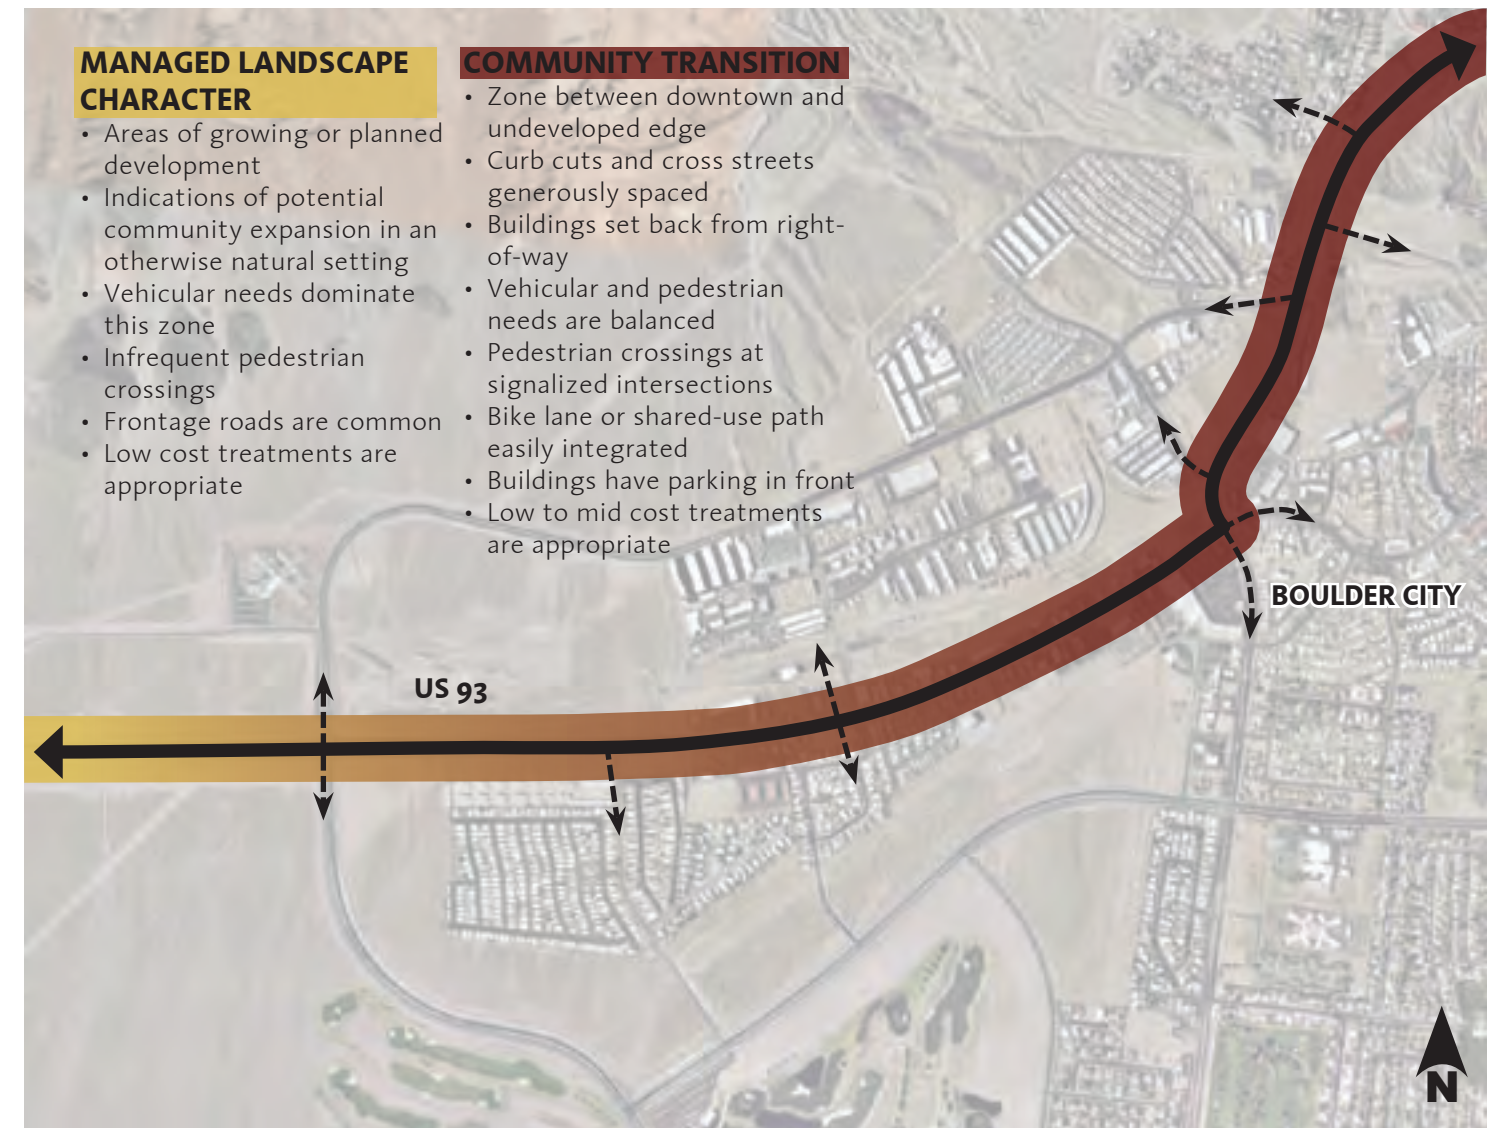 MANAGED LANDSCAPE
CHARACTER
• Areas of growing or planned
development
• Indications of potential
community expansion in an
otherwise natural setting
• Vehicular needs dominate
this zone
• Infrequent pedestrian
crossings
• Frontage roads are common
• Low cost treatments are
appropriate
COMMUNITY TRANSITION
• Zone between downtown and
undeveloped edge
• Curb cuts and cross streets
generously spaced
• Buildings set back from right-
of-way
• Vehicular and pedestrian
needs are balanced
• Pedestrian crossings at
signalized intersections
• Bike lane or shared-use path
easily integrated
• Buildings have parking in front
• Low to mid cost treatments
are appropriate
BOULDER CITY
US 93
N